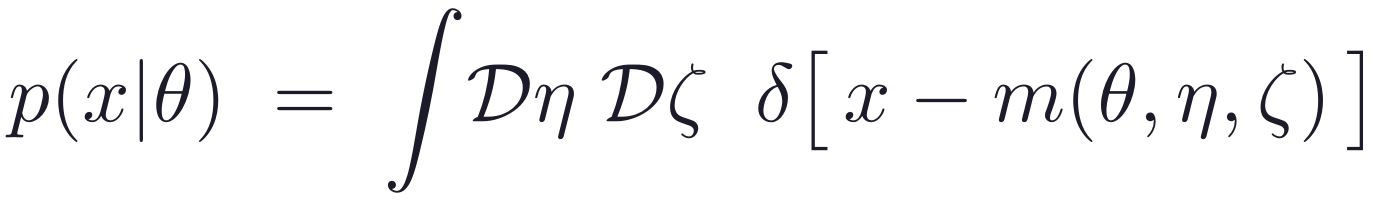 p(x|θ) = ∫𝒟η 𝒟ζ δ[ x − m(θ, η, ζ) ]